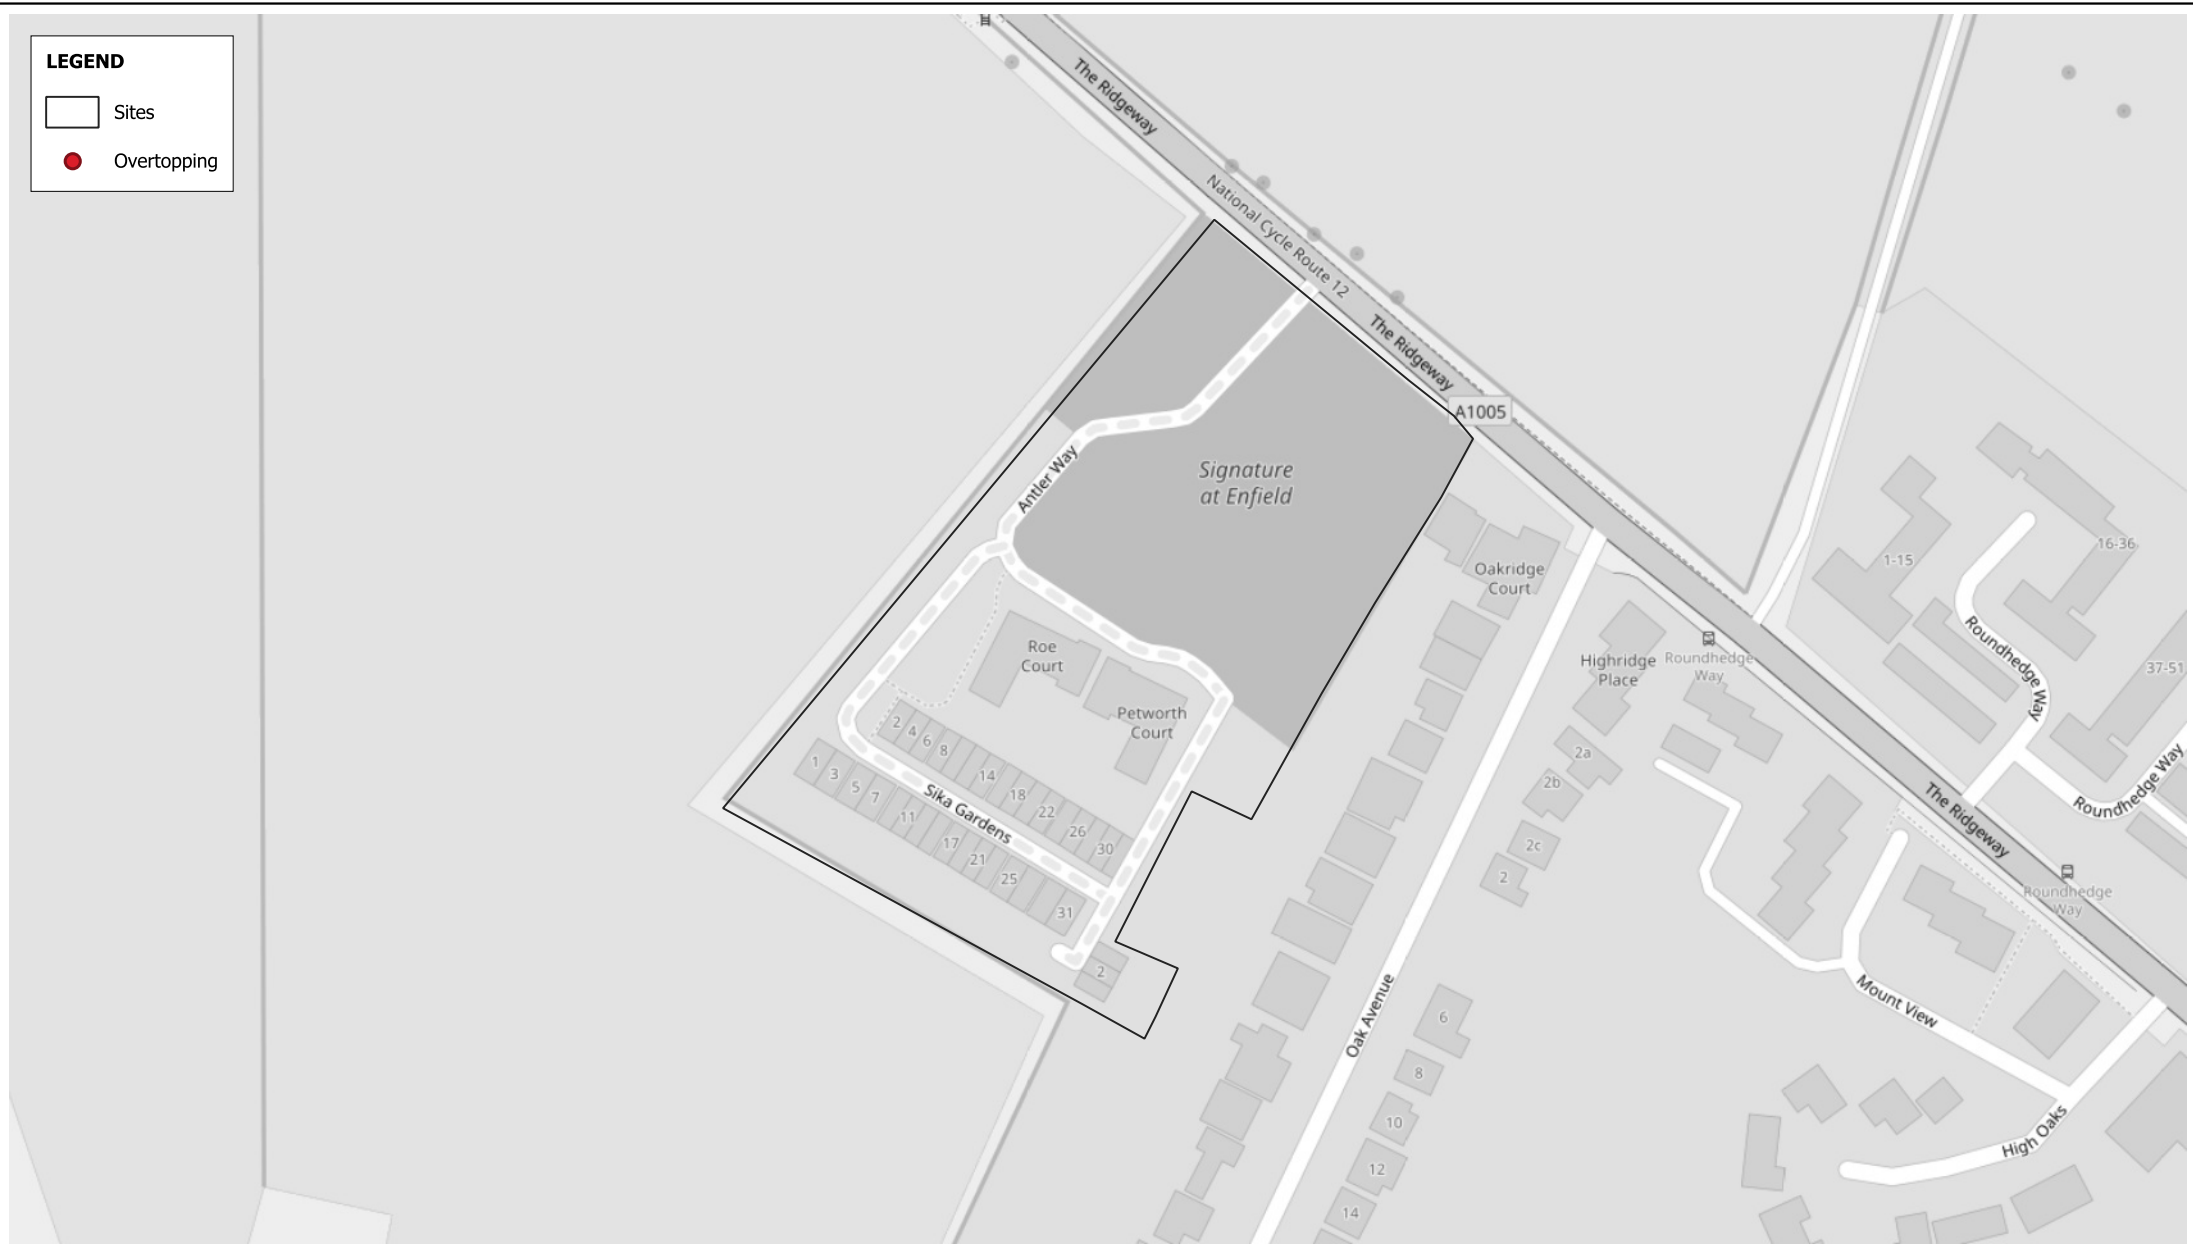 LEGEND
Sites
Overtopping
The Ridgeway
National Cycle Route 12
The Ridgeway
A1005
Signature
at Enfield
Antler Way
Oakridge
Court
1-15
16-36
Roundhedge Way
37-51
Roe
Court
Highridge
Place
Roundhedge
Way
Petworth
Court
2
4
6
8
14
18
22
26
30
1
3
5
7
11
17
21
25
31
Sika Gardens
2
2a
2b
2c
2
Roundhedge Way
The Ridgeway
Roundhedge
Way
Oak Avenue
6
8
10
12
14
Mount View
High Oaks